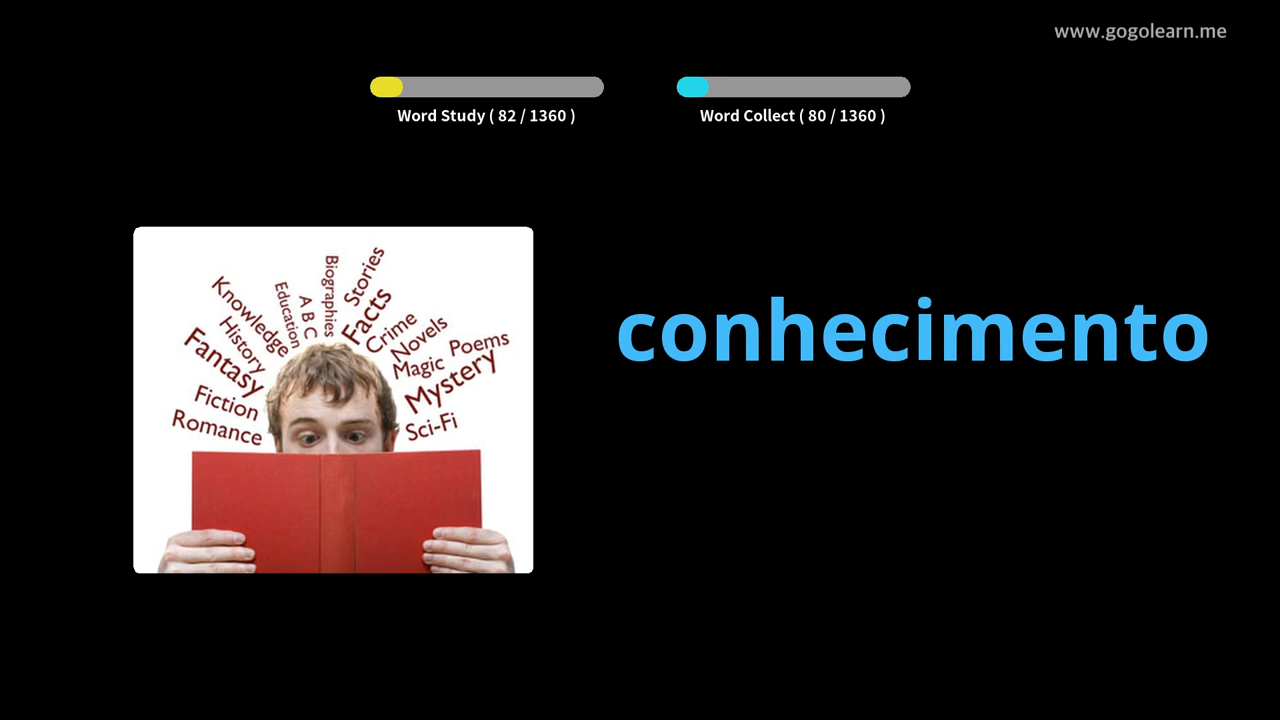 www.gogolearn.me
Word Study ( 82 / 1360 )
Word Collect ( 80 / 1360 )
Knowledge
Education
A B C
Biographies
Stories
Facts
Crime
Novels
Poems
History
Fantasy
Magic
Mystery
Fiction
Romance
Sci-Fi
conhecimento